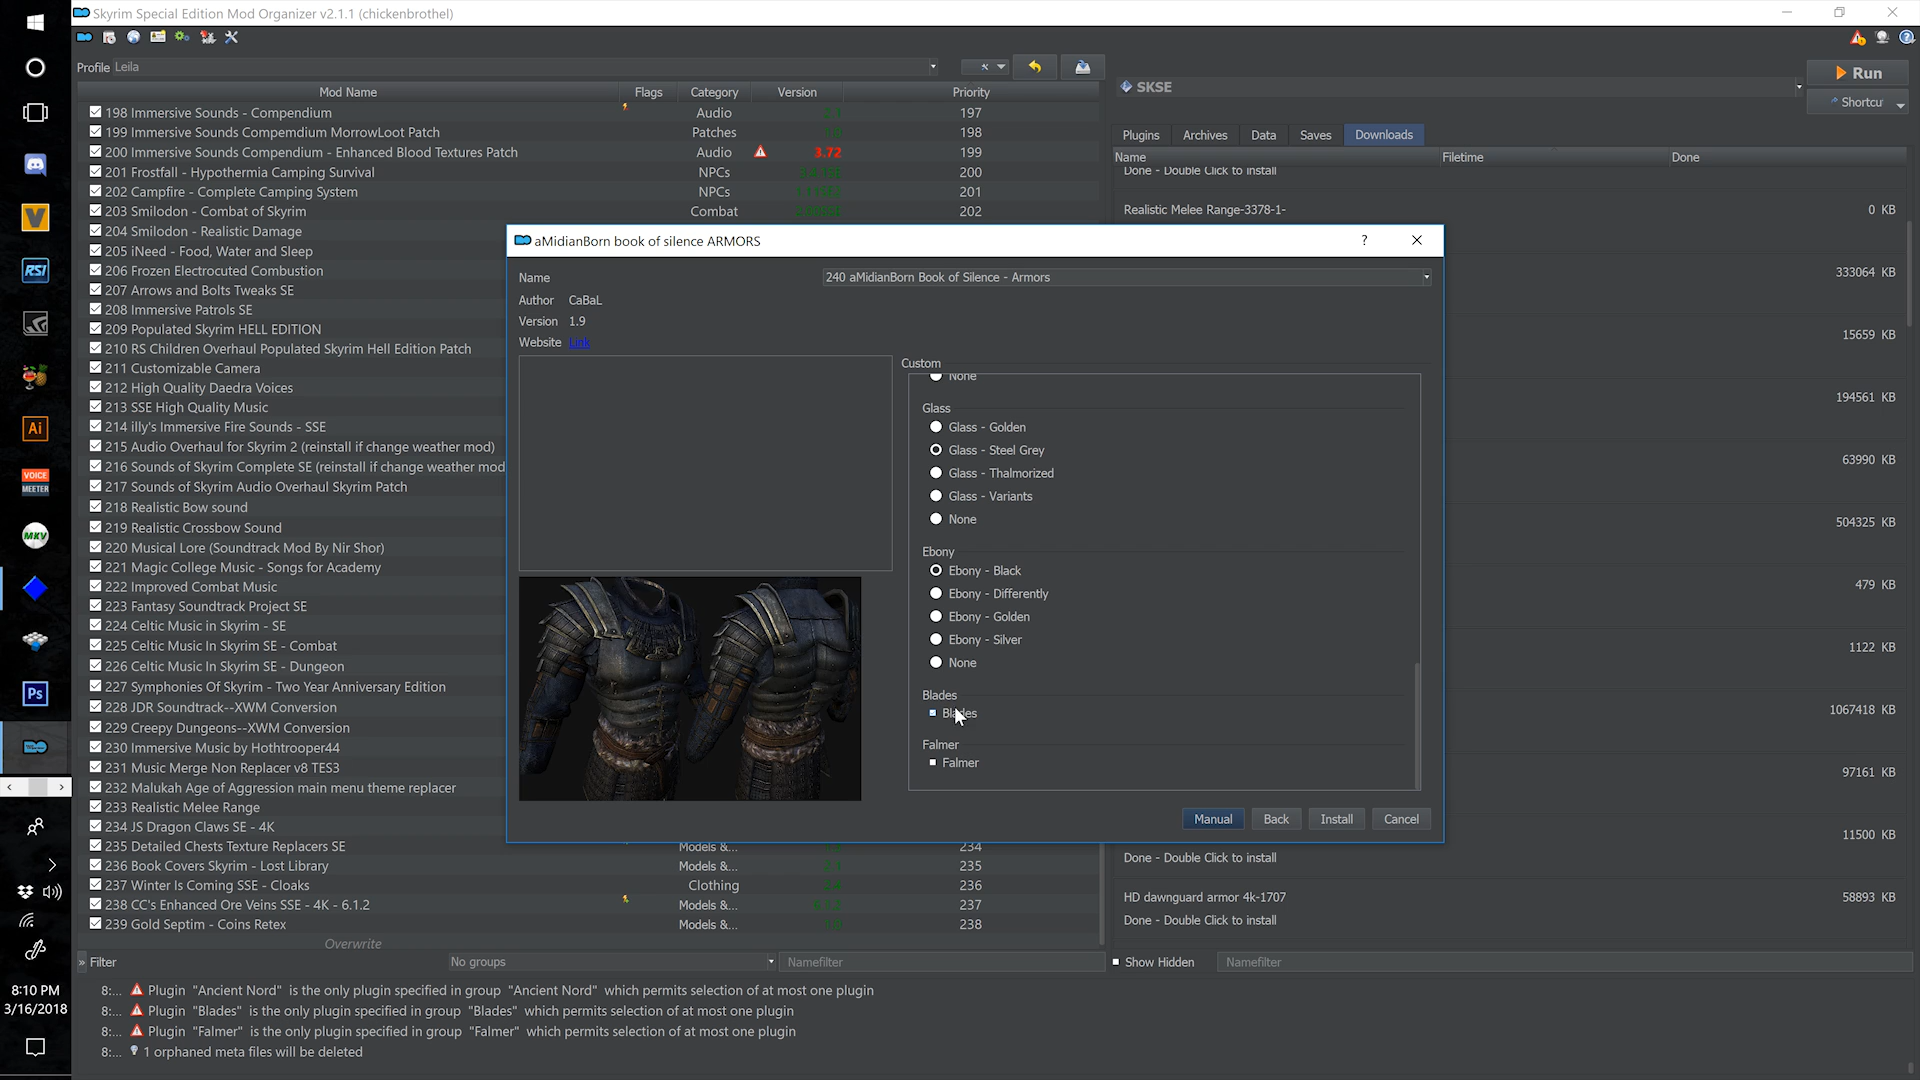 Skyrim Special Edition Mod Organizer v2.1.1 (chickenbrothel)
Profile Leila
SKSE
Run
Shortcu
Plugins Archives Data Saves Downloads
Mod Name Flags Category Version Priority
Name Filetime Done
198 Immersive Sounds - Compendium Audio 197
199 Immersive Sounds Compemdium MorrowLoot Patch Patches 198
200 Immersive Sounds Compendium - Enhanced Blood Textures Patch Audio 3.72 199
201 Frostfall - Hypothermia Camping Survival NPCs 200
202 Campfire - Complete Camping System NPCs 201
203 Smilodon - Combat of Skyrim Combat 202
204 Smilodon - Realistic Damage
205 iNeed - Food, Water and Sleep
206 Frozen Electrocuted Combustion
207 Arrows and Bolts Tweaks SE
208 Immersive Patrols SE
209 Populated Skyrim HELL EDITION
210 RS Children Overhaul Populated Skyrim Hell Edition Patch
211 Customizable Camera
212 High Quality Daedra Voices
213 SSE High Quality Music
214 illy's Immersive Fire Sounds - SSE
215 Audio Overhaul for Skyrim 2 (reinstall if change weather mod)
216 Sounds of Skyrim Complete SE (reinstall if change weather mod
217 Sounds of Skyrim Audio Overhaul Skyrim Patch
218 Realistic Bow sound
219 Realistic Crossbow Sound
220 Musical Lore (Soundtrack Mod By Nir Shor)
221 Magic College Music - Songs for Academy
222 Improved Combat Music
223 Fantasy Soundtrack Project SE
224 Celtic Music in Skyrim - SE
225 Celtic Music In Skyrim SE - Combat
226 Celtic Music In Skyrim SE - Dungeon
227 Symphonies Of Skyrim - Two Year Anniversary Edition
228 JDR Soundtrack--XWM Conversion
229 Creepy Dungeons--XWM Conversion
230 Immersive Music by Hothtrooper44
231 Music Merge Non Replacer v8 TES3
232 Malukah Age of Aggression main menu theme replacer
233 Realistic Melee Range
234 JS Dragon Claws SE - 4K
235 Detailed Chests Texture Replacers SE Models &... 234
236 Book Covers Skyrim - Lost Library Models &... 235
237 Winter Is Coming SSE - Cloaks Clothing 236
238 CC's Enhanced Ore Veins SSE - 4K - 6.1.2 Models &... 237
239 Gold Septim - Coins Retex Models &... 238
Overwrite
» Filter No groups Namefilter
aMidianBorn book of silence ARMORS
?
Name 240 aMidianBorn Book of Silence - Armors
Author CaBaL
Version 1.9
Website Link
Custom
None
Glass
Glass - Golden
Glass - Steel Grey
Glass - Thalmorized
Glass - Variants
None
Ebony
Ebony - Black
Ebony - Differently
Ebony - Golden
Ebony - Silver
None
Blades
Blades
Falmer
Falmer
Manual Back Install Cancel
Done - Double Click to install
Realistic Melee Range-3378-1- 0 KB
333064 KB
15659 KB
194561 KB
63990 KB
504325 KB
479 KB
1122 KB
1067418 KB
97161 KB
11500 KB
Done - Double Click to install
HD dawnguard armor 4k-1707 58893 KB
Done - Double Click to install
Show Hidden Namefilter
8:... Plugin "Ancient Nord" is the only plugin specified in group "Ancient Nord" which permits selection of at most one plugin
8:... Plugin "Blades" is the only plugin specified in group "Blades" which permits selection of at most one plugin
8:... Plugin "Falmer" is the only plugin specified in group "Falmer" which permits selection of at most one plugin
8:... 1 orphaned meta files will be deleted
RSI
Ai
VOICE
MEETER
MKV
Ps
8:10 PM
3/16/2018